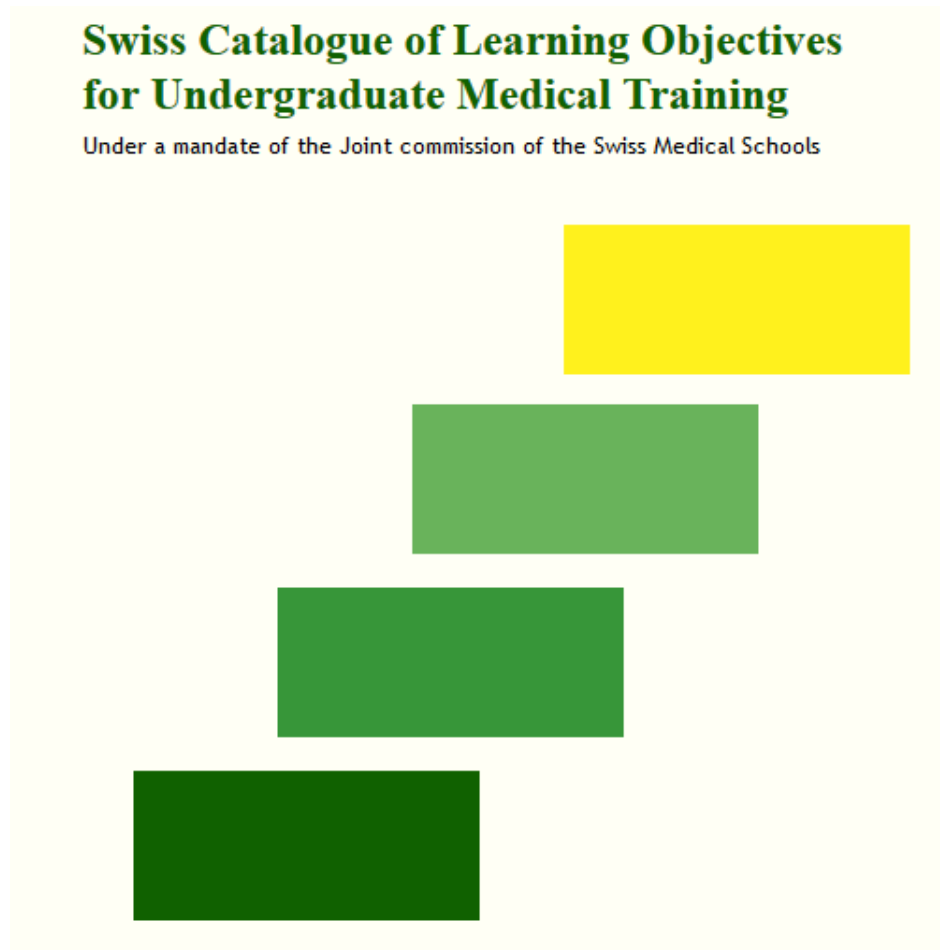 Swiss Catalogue of Learning Objectives
for Undergraduate Medical Training
Under a mandate of the Joint commission of the Swiss Medical Schools